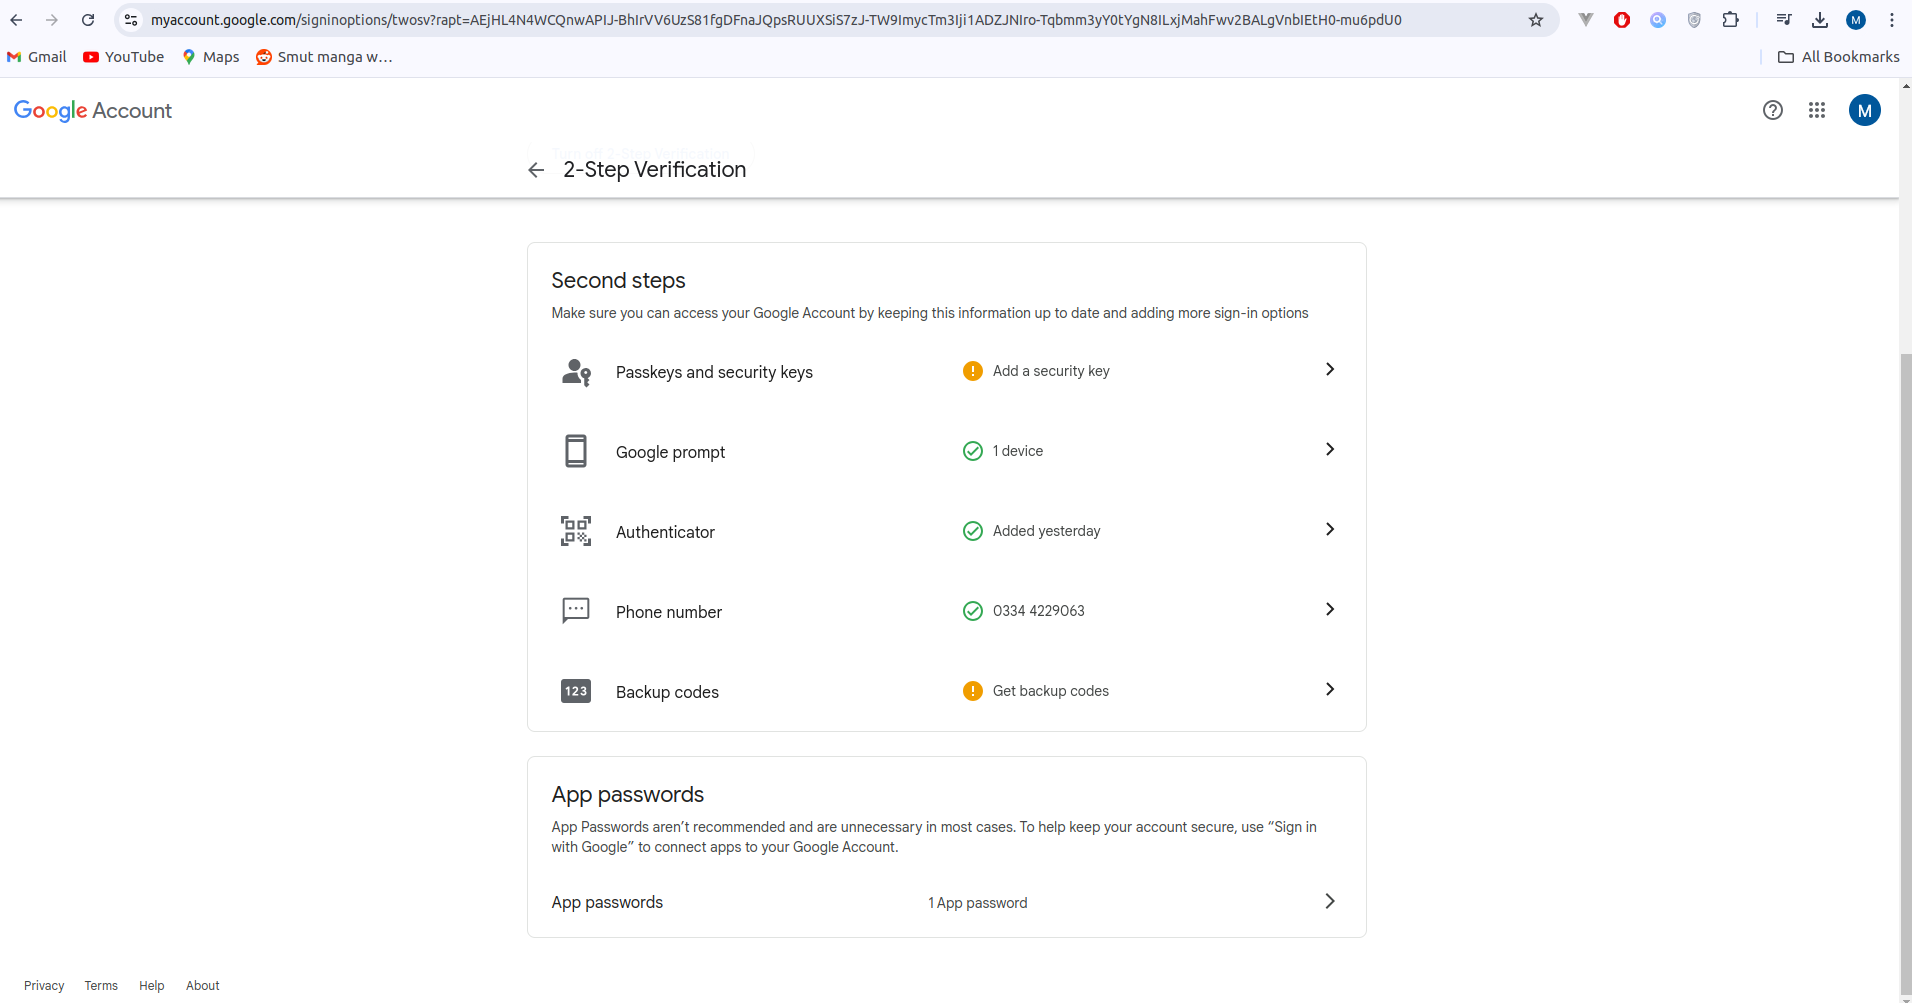 myaccount.google.com/signinoptions/twosv?rapt=AEjHL4N4WCQnwAPIJ-BhIrVV6UzS81fgDFnaJQpsRUUXSiS7zJ-TW9ImycTm3Iji1ADZJNIro-Tqbmm3yY0tYgN8ILxjMahFwv2BALgVnbIEtH0-mu6pdU0
M
Gmail YouTube Maps Smut manga w… All Bookmarks
Google Account
M
Turn off 2-Step Verification
2-Step Verification
Second steps
Make sure you can access your Google Account by keeping this information up to date and adding more sign-in options
Passkeys and security keys ! Add a security key
Google prompt 1 device
Authenticator Added yesterday
Phone number 0334 4229063
123 Backup codes ! Get backup codes
App passwords
App Passwords aren’t recommended and are unnecessary in most cases. To help keep your account secure, use “Sign in
with Google” to connect apps to your Google Account.
App passwords 1 App password
Privacy Terms Help About